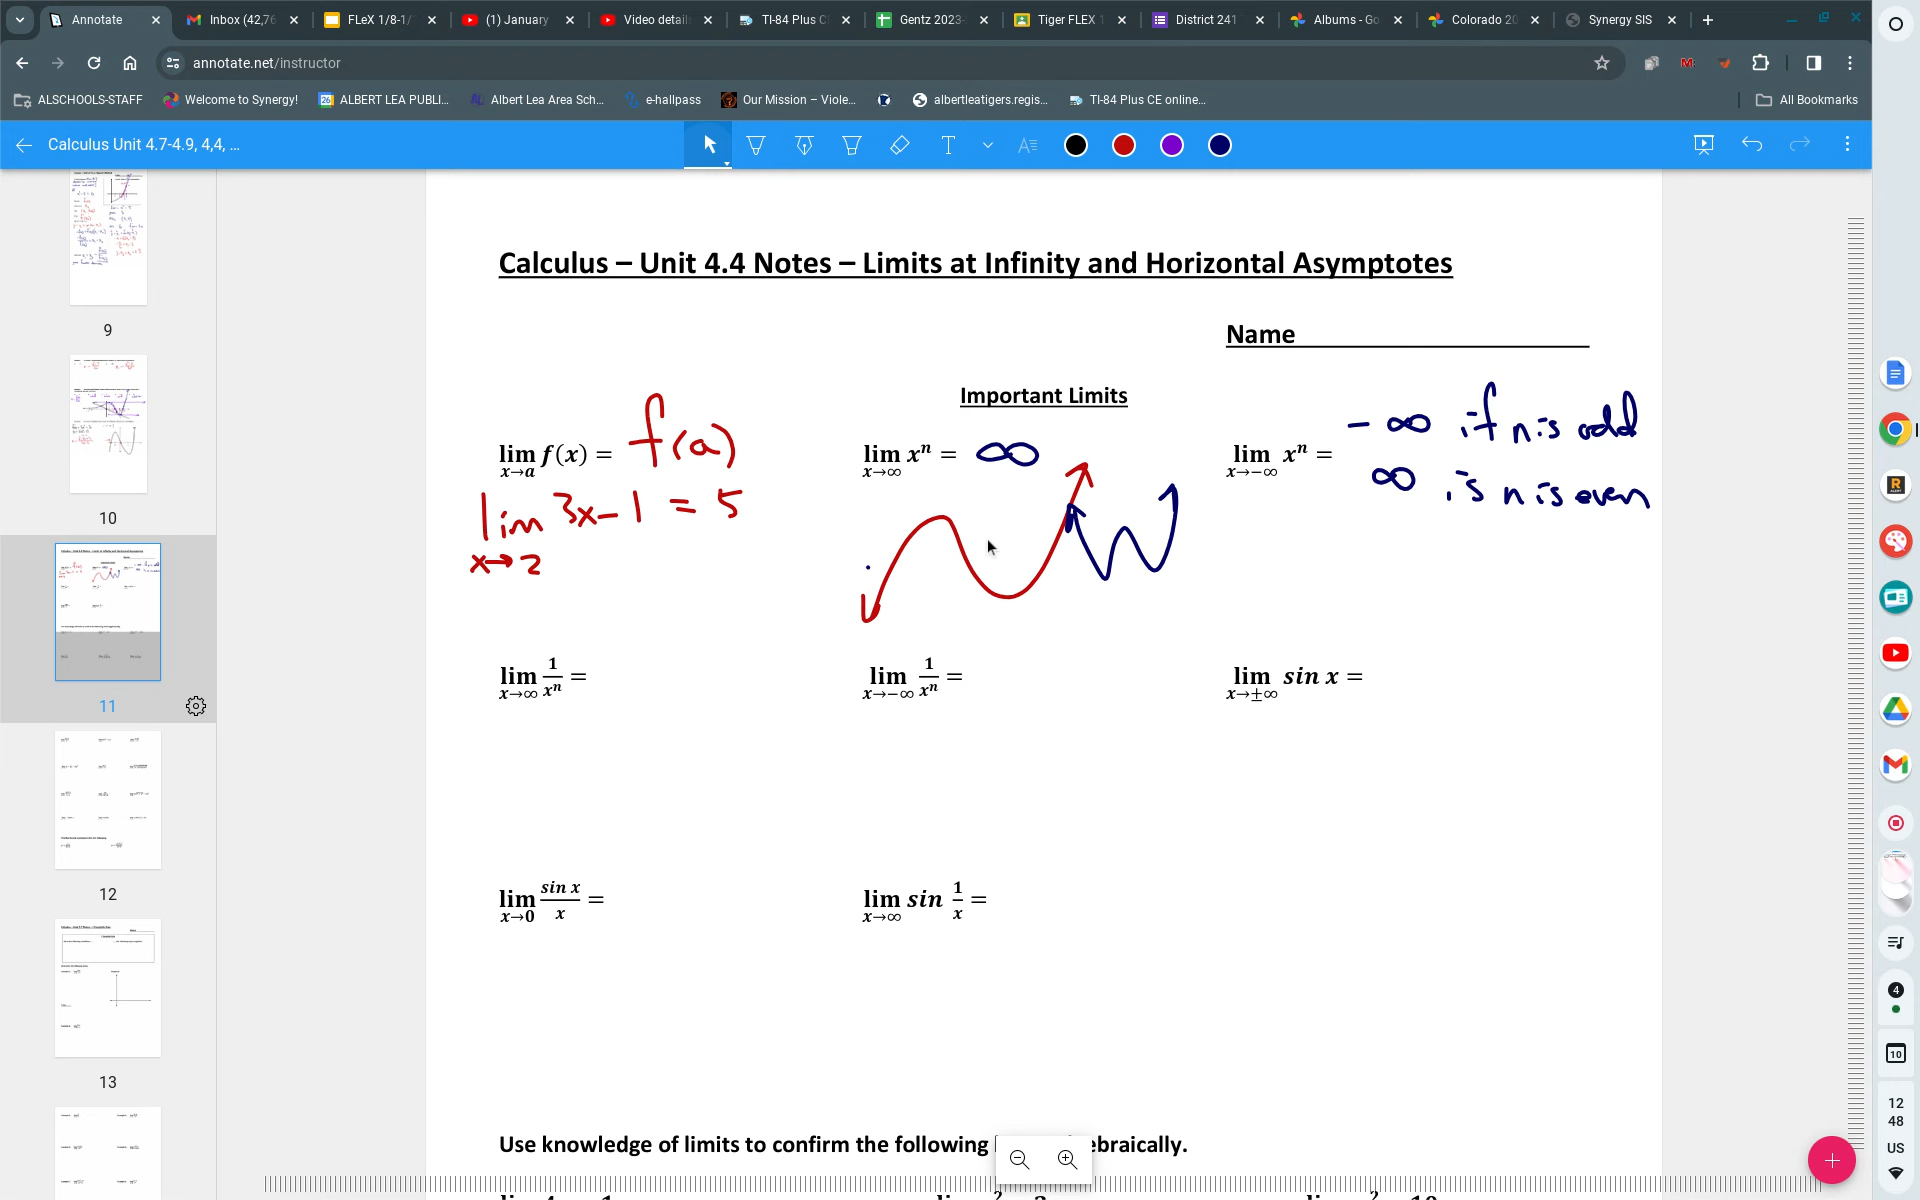 Annotate
Inbox (42,76
FLeX 1/8-1/
(1) January
Video detail
TI-84 Plus C
Gentz 2023-
Tiger FLEX 1
District 241
Albums - Go
Colorado 20
Synergy SIS
annotate.net/instructor
ALSCHOOLS-STAFF
Welcome to Synergy!
ALBERT LEA PUBLI...
Albert Lea Area Sch...
e-hallpass
Our Mission – Viole...
albertleatigers.regis...
TI-84 Plus CE online...
All Bookmarks
Calculus Unit 4.7-4.9, 4,4, ...
Calculus – Unit 4.4 Notes – Limits at Infinity and Horizontal Asymptotes
Name
Important Limits
lim x→a f(x) = f(a)
lim x→2 3x-1 = 5
lim x→∞ xⁿ = ∞
lim x→-∞ xⁿ = - ∞ if n is odd
∞ is n is even
lim x→∞ 1/xⁿ =
lim x→-∞ 1/xⁿ =
lim x→±∞ sin x =
lim x→0 sin x/x =
lim x→∞ sin 1/x =
Use knowledge of limits to confirm the following ebraically.
9
10
11
12
13
4
10
12
48
US